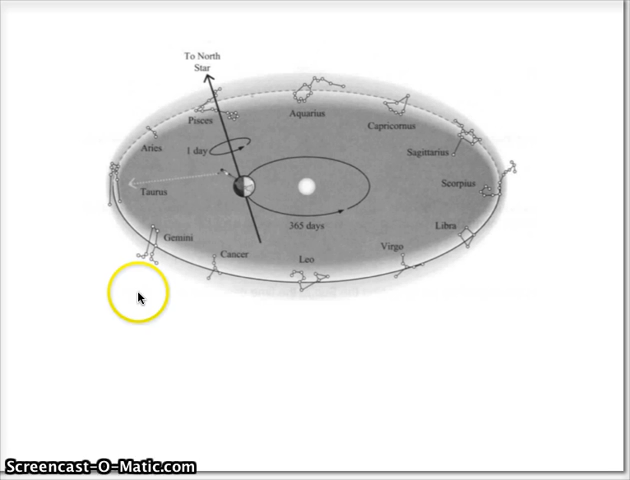 To North
Star
Pisces
Aquarius
Capricornus
Aries
1 day
Sagittarius
Taurus
Scorpius
365 days
Libra
Gemini
Cancer
Leo
Virgo
Screencast-O-Matic.com